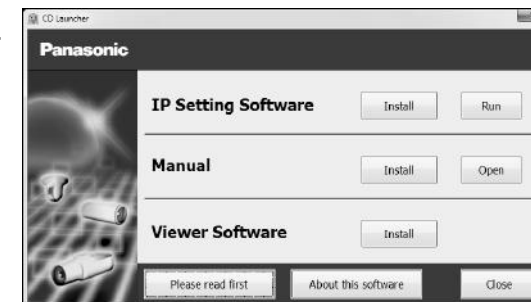 CD Launcher
Panasonic
IP Setting Software Install Run
Manual Install Open
Viewer Software Install
Please read first About this software Close